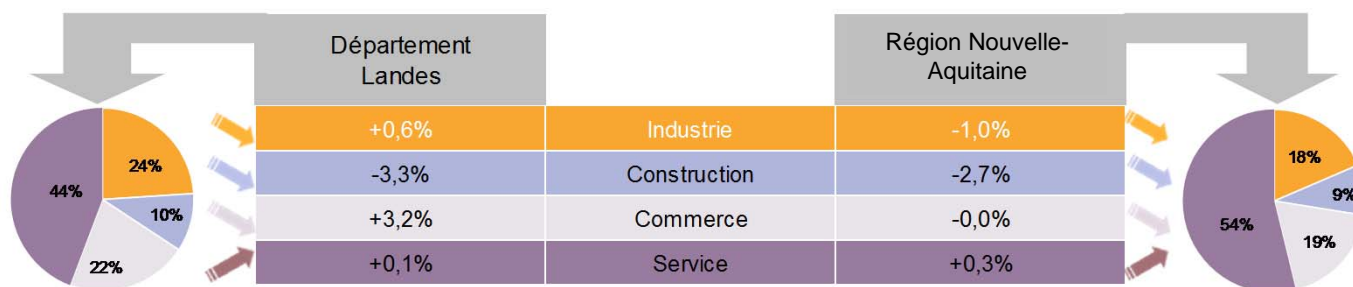 Département
Landes
Région Nouvelle-
Aquitaine
+0,6% Industrie -1,0%
-3,3% Construction -2,7%
+3,2% Commerce -0,0%
+0,1% Service +0,3%
24%
44%
10%
22%
18%
9%
54%
19%